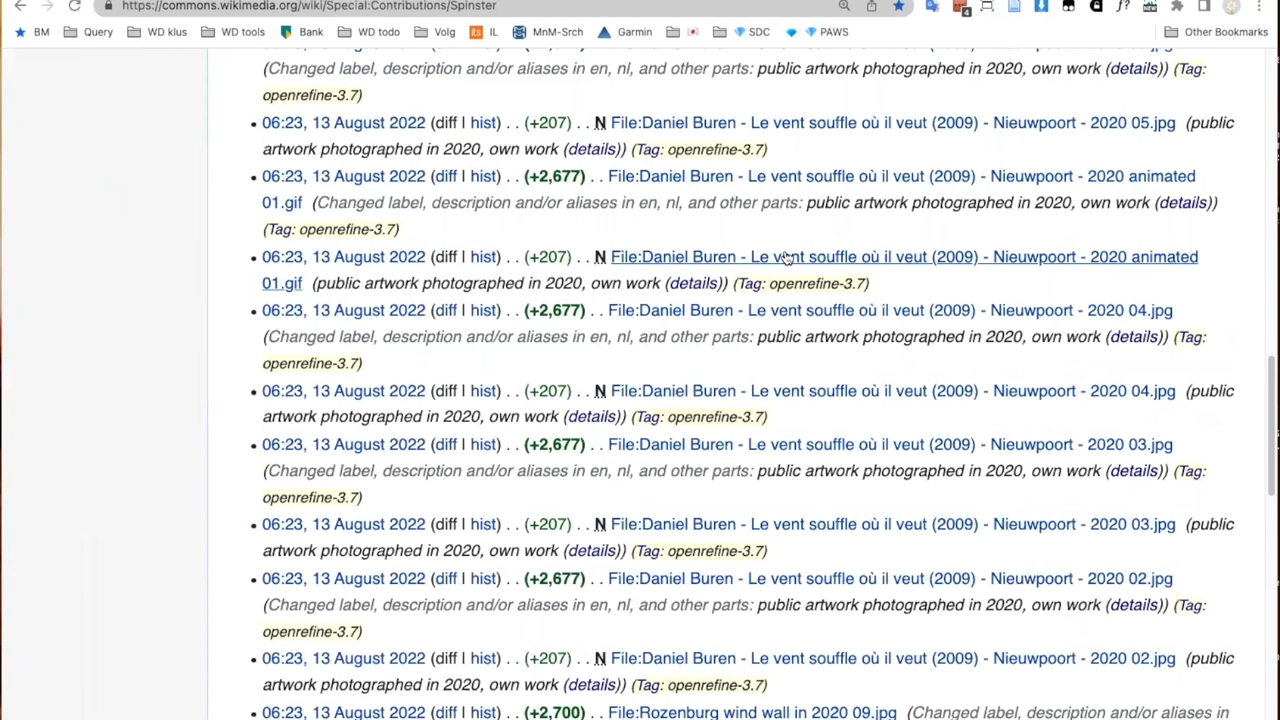 https://commons.wikimedia.org/wiki/Special:Contributions/Spinster
4
BM Query WD klus WD tools Bank WD todo Volg IL MnM-Srch Garmin SDC PAWS Other Bookmarks
(Changed label, description and/or aliases in en, nl, and other parts: public artwork photographed in 2020, own work (details)) (Tag:
openrefine-3.7)
• 06:23, 13 August 2022 (diff | hist) . . (+207) . . N File:Daniel Buren - Le vent souffle où il veut (2009) - Nieuwpoort - 2020 05.jpg (public
artwork photographed in 2020, own work (details)) (Tag: openrefine-3.7)
• 06:23, 13 August 2022 (diff | hist) . . (+2,677) . . File:Daniel Buren - Le vent souffle où il veut (2009) - Nieuwpoort - 2020 animated
01.gif (Changed label, description and/or aliases in en, nl, and other parts: public artwork photographed in 2020, own work (details))
(Tag: openrefine-3.7)
• 06:23, 13 August 2022 (diff | hist) . . (+207) . . N File:Daniel Buren - Le vent souffle où il veut (2009) - Nieuwpoort - 2020 animated
01.gif (public artwork photographed in 2020, own work (details)) (Tag: openrefine-3.7)
• 06:23, 13 August 2022 (diff | hist) . . (+2,677) . . File:Daniel Buren - Le vent souffle où il veut (2009) - Nieuwpoort - 2020 04.jpg
(Changed label, description and/or aliases in en, nl, and other parts: public artwork photographed in 2020, own work (details)) (Tag:
openrefine-3.7)
• 06:23, 13 August 2022 (diff | hist) . . (+207) . . N File:Daniel Buren - Le vent souffle où il veut (2009) - Nieuwpoort - 2020 04.jpg (public
artwork photographed in 2020, own work (details)) (Tag: openrefine-3.7)
• 06:23, 13 August 2022 (diff | hist) . . (+2,677) . . File:Daniel Buren - Le vent souffle où il veut (2009) - Nieuwpoort - 2020 03.jpg
(Changed label, description and/or aliases in en, nl, and other parts: public artwork photographed in 2020, own work (details)) (Tag:
openrefine-3.7)
• 06:23, 13 August 2022 (diff | hist) . . (+207) . . N File:Daniel Buren - Le vent souffle où il veut (2009) - Nieuwpoort - 2020 03.jpg (public
artwork photographed in 2020, own work (details)) (Tag: openrefine-3.7)
• 06:23, 13 August 2022 (diff | hist) . . (+2,677) . . File:Daniel Buren - Le vent souffle où il veut (2009) - Nieuwpoort - 2020 02.jpg
(Changed label, description and/or aliases in en, nl, and other parts: public artwork photographed in 2020, own work (details)) (Tag:
openrefine-3.7)
• 06:23, 13 August 2022 (diff | hist) . . (+207) . . N File:Daniel Buren - Le vent souffle où il veut (2009) - Nieuwpoort - 2020 02.jpg (public
artwork photographed in 2020, own work (details)) (Tag: openrefine-3.7)
• 06:23, 13 August 2022 (diff | hist) . . (+2,700) . . File:Rozenburg wind wall in 2020 09.jpg (Changed label, description and/or aliases in